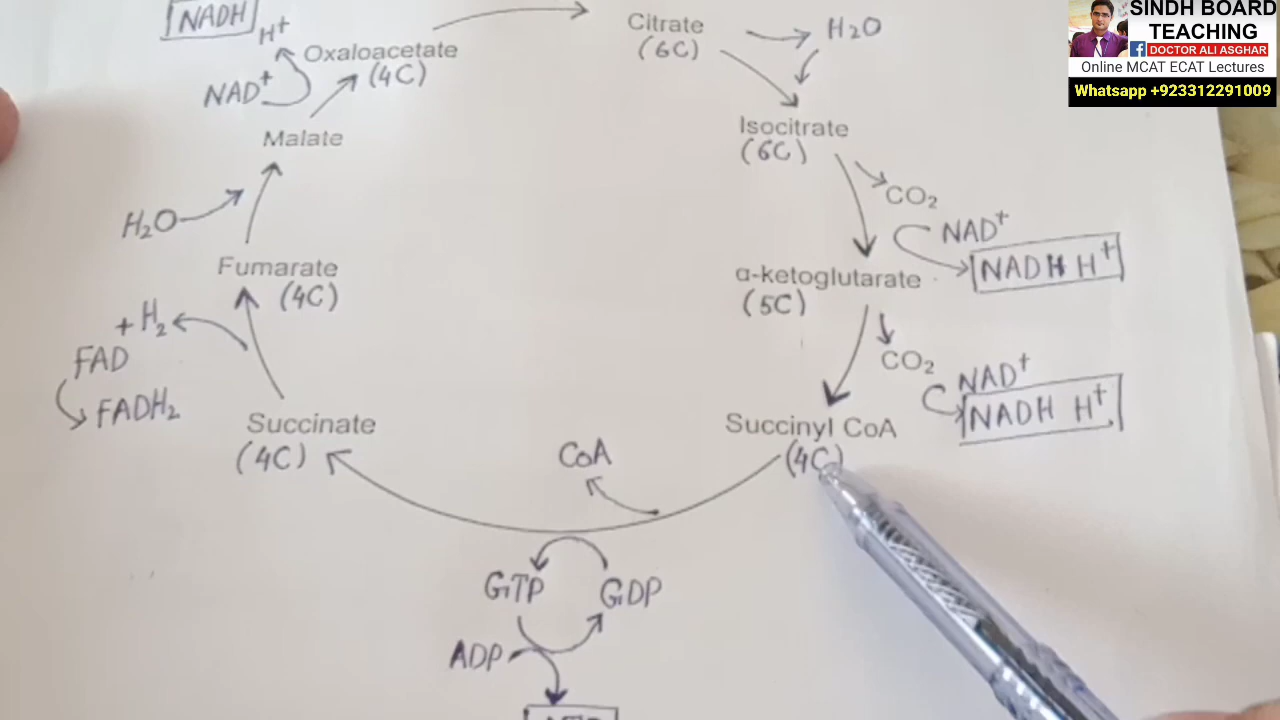 SINDH BOARD
TEACHING
DOCTOR ALI ASGHAR
Online MCAT ECAT Lectures
Whatsapp +923312291009
NADH
H+
Oxaloacetate
(4C)
NAD+
Malate
H2O
Fumarate
(4C)
+ H2
FAD
FADH2
Succinate
(4C)
Citrate
(6C)
H2O
Isocitrate
(6C)
CO2
NAD+
NADH H+
α-ketoglutarate
(5C)
CO2
NAD+
NADH H+
Succinyl CoA
(4C)
CoA
GTP
GDP
ADP